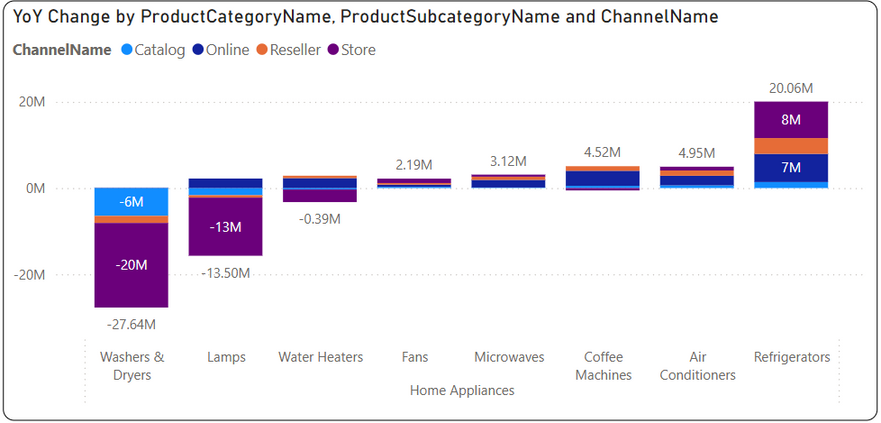 YoY Change by ProductCategoryName, ProductSubcategoryName and ChannelName
ChannelName Catalog Online Reseller Store
20.06M
20M
8M
4.95M
4.52M
3.12M
2.19M
7M
0M
-6M
-0.39M
-13M
-20M
-13.50M
-20M
-27.64M
Washers & Lamps Water Heaters Fans Microwaves Coffee Air Refrigerators
Dryers Machines Conditioners
Home Appliances